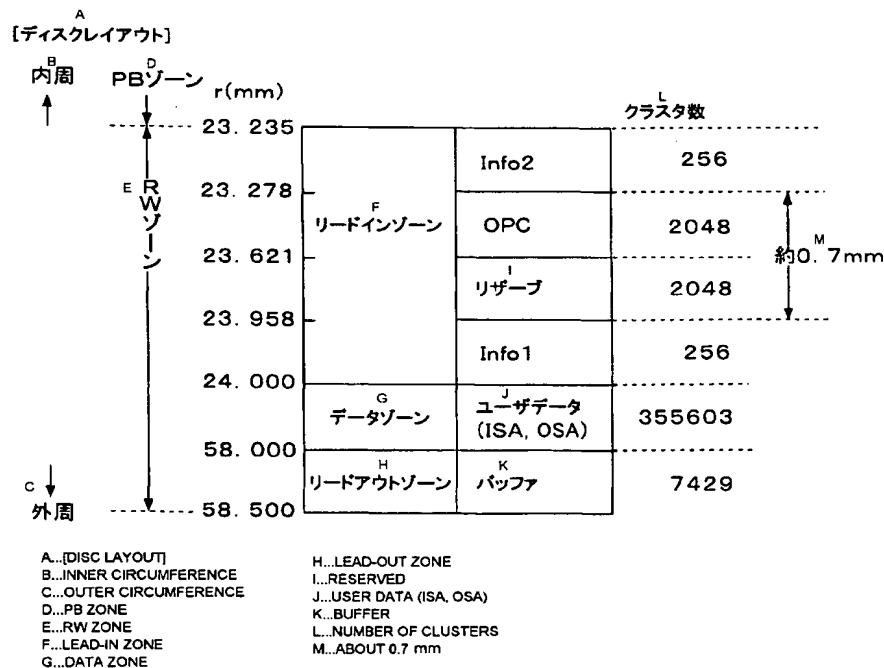 A
[ディスクレイアウト]
B
内周
D
PBゾーン
r(mm)
L
クラスタ数
23. 235
Info2
256
E RWゾーン
23. 278
F
リードインゾーン
OPC
2048
M
約0. 7mm
23. 621
I
リザーブ
2048
23. 958
Info1
256
24. 000
G
データゾーン
J
ユーザデータ
(ISA, OSA)
355603
58. 000
H
リードアウトゾーン
K
バッファ
7429
C
外周
58. 500
A...[DISC LAYOUT]
B...INNER CIRCUMFERENCE
C...OUTER CIRCUMFERENCE
D...PB ZONE
E...RW ZONE
F...LEAD-IN ZONE
G...DATA ZONE
H...LEAD-OUT ZONE
I...RESERVED
J...USER DATA (ISA, OSA)
K...BUFFER
L...NUMBER OF CLUSTERS
M...ABOUT 0.7 mm